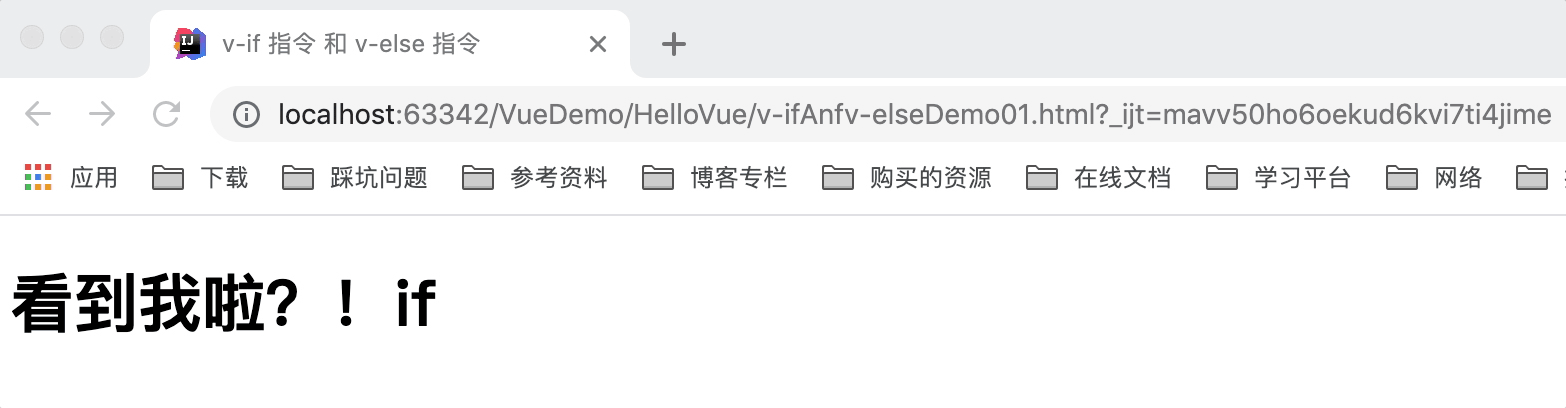 v-if 指令 和 v-else 指令
localhost:63342/VueDemo/HelloVue/v-ifAnfv-elseDemo01.html?_ijt=mavv50ho6oekud6kvi7ti4jime
应用 下载 踩坑问题 参考资料 博客专栏 购买的资源 在线文档 学习平台 网络
看到我啦？！if